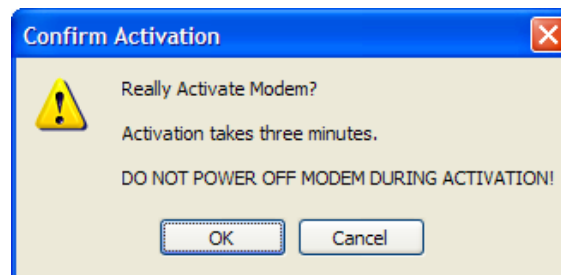 Confirm Activation
Really Activate Modem?
Activation takes three minutes.
DO NOT POWER OFF MODEM DURING ACTIVATION!
OK Cancel